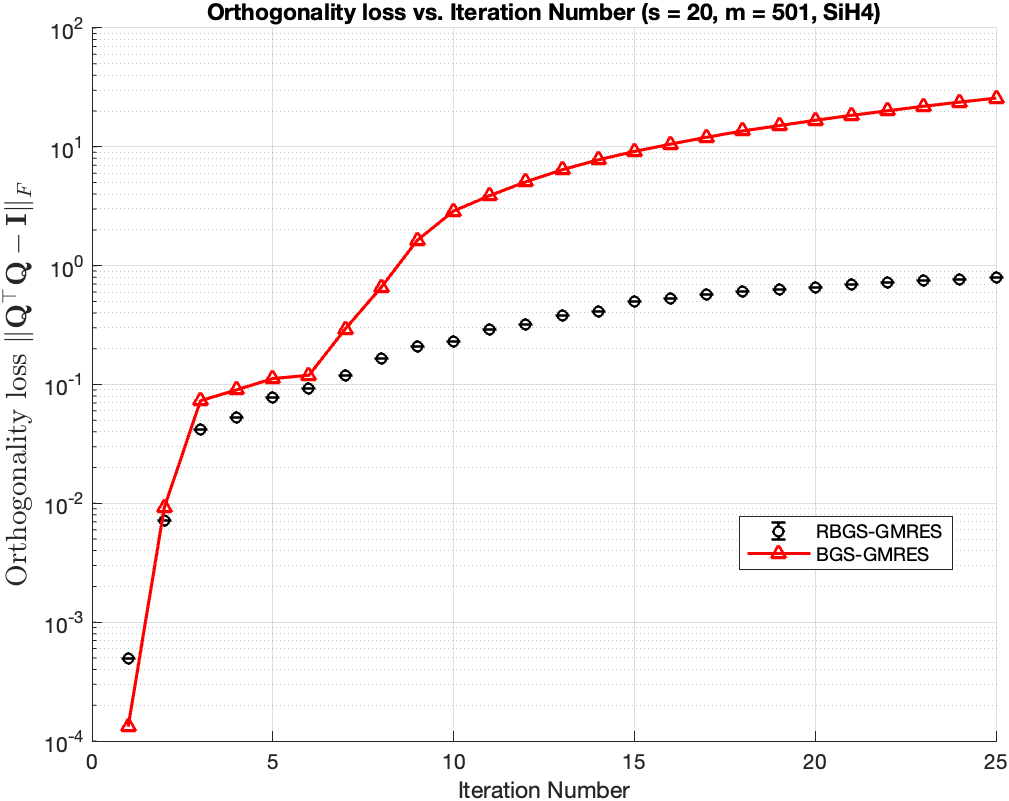 Orthogonality loss vs. Iteration Number (s = 20, m = 501, SiH4)
Orthogonality loss ||Q⊤Q − I||F
10^2
10^1
10^0
10^-1
10^-2
10^-3
10^-4
RBGS-GMRES
BGS-GMRES
0 5 10 15 20 25
Iteration Number